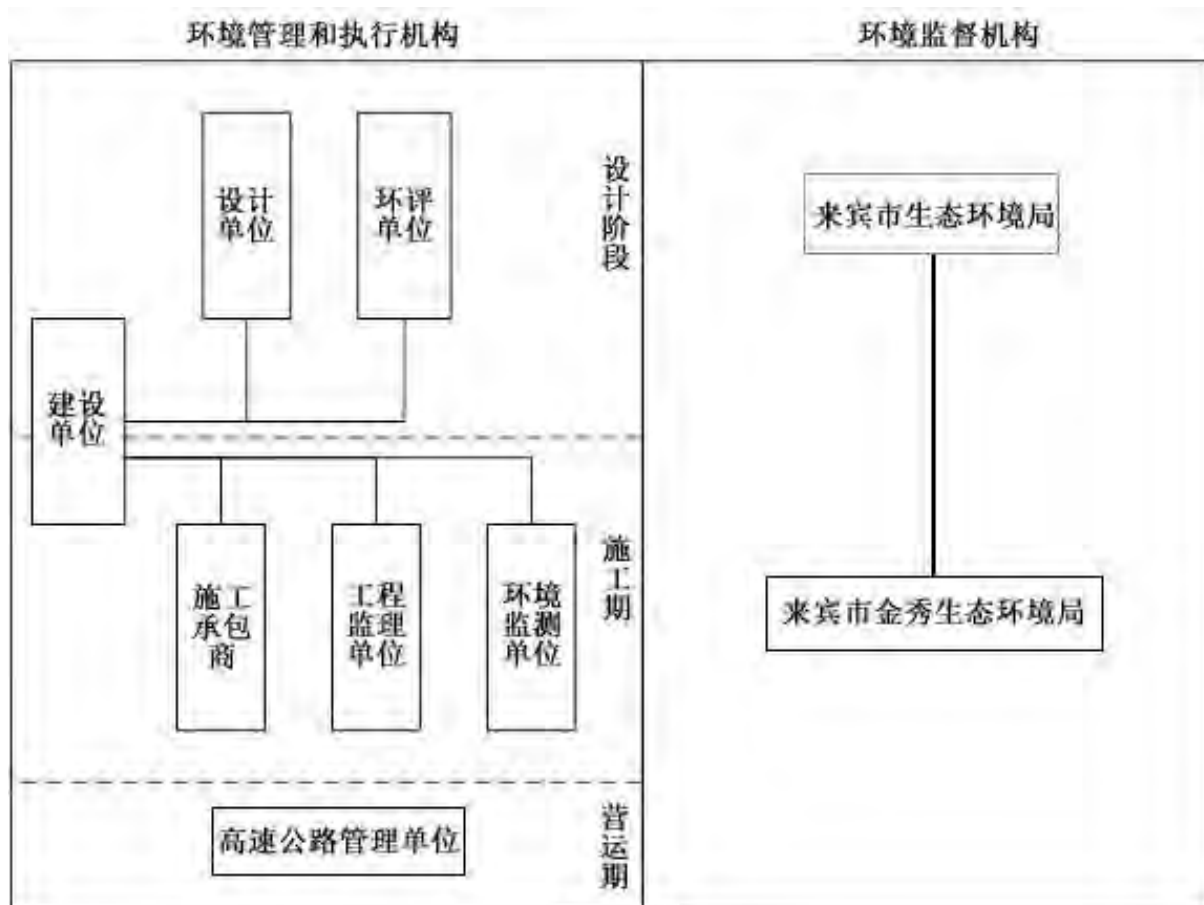 环境管理和执行机构
环境监督机构
设计
单位
环评
单位
设计阶段
来宾市生态环境局
建设
单位
施工
承包
商
工程
监理
单位
环境
监测
单位
施工期
来宾市金秀生态环境局
高速公路管理单位
营运期